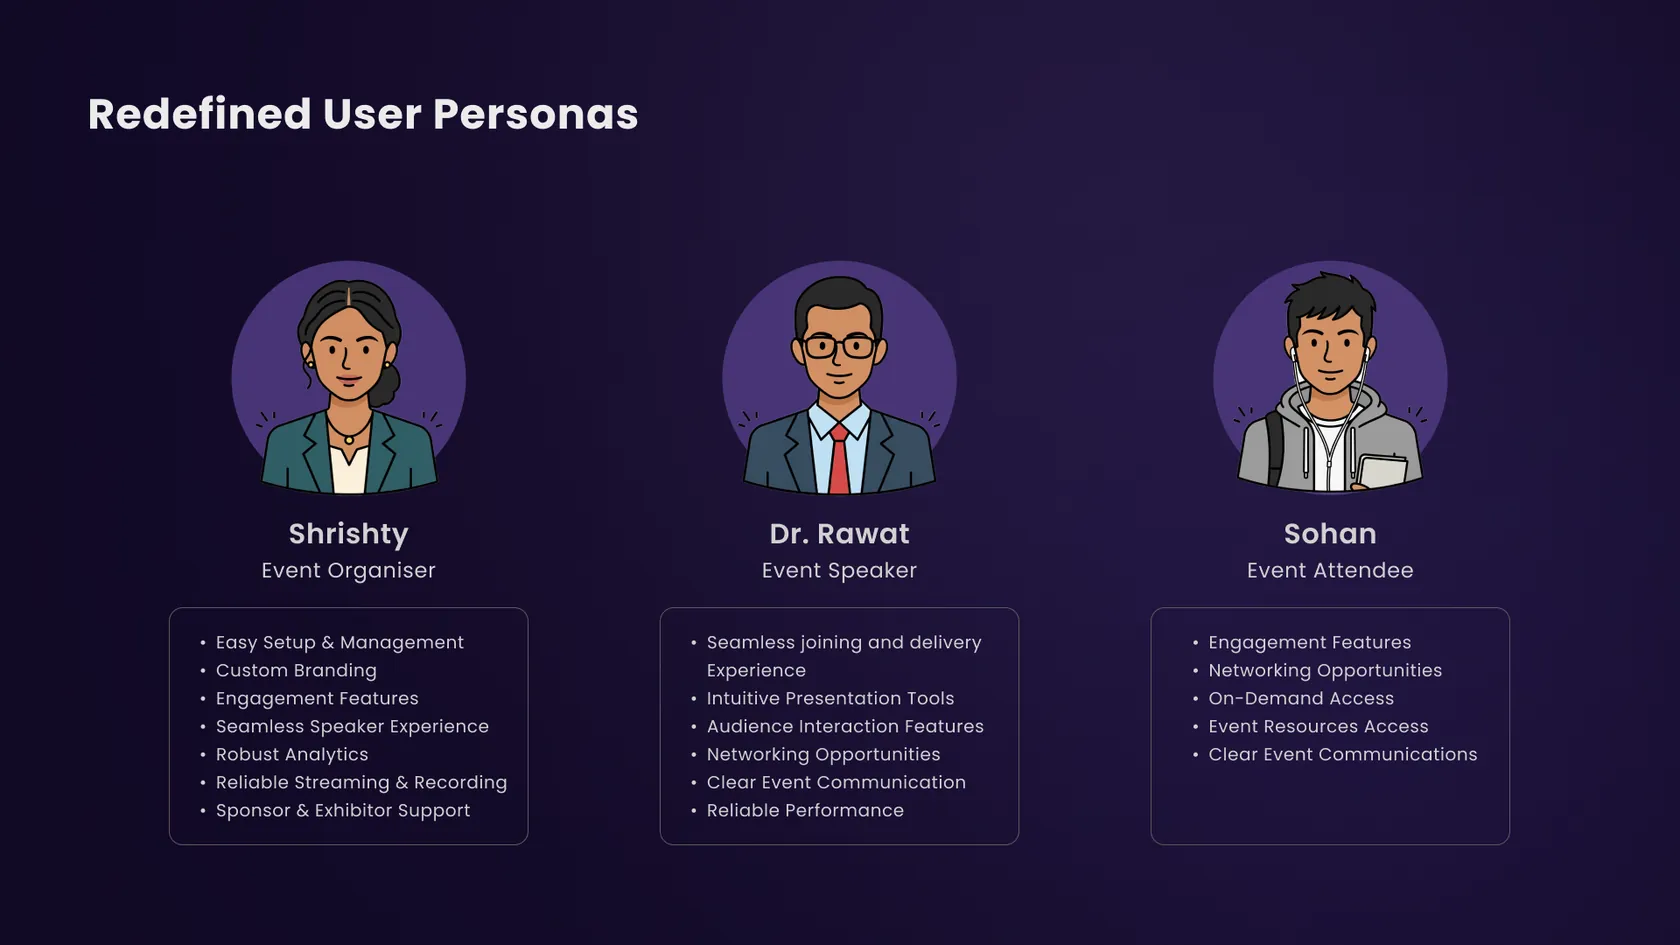 Redefined User Personas
Shrishty
Event Organiser
• Easy Setup & Management
• Custom Branding
• Engagement Features
• Seamless Speaker Experience
• Robust Analytics
• Reliable Streaming & Recording
• Sponsor & Exhibitor Support
Dr. Rawat
Event Speaker
• Seamless joining and delivery
Experience
• Intuitive Presentation Tools
• Audience Interaction Features
• Networking Opportunities
• Clear Event Communication
• Reliable Performance
Sohan
Event Attendee
• Engagement Features
• Networking Opportunities
• On-Demand Access
• Event Resources Access
• Clear Event Communications